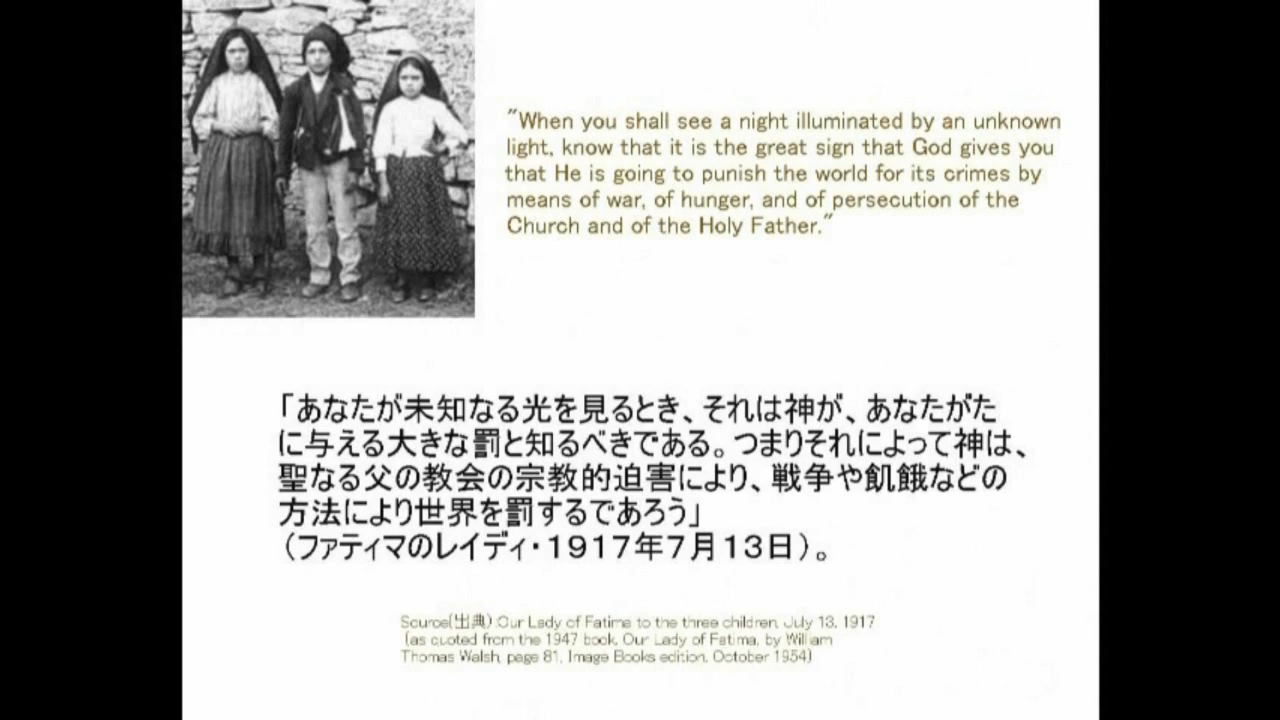 "When you shall see a night illuminated by an unknown
light, know that it is the great sign that God gives you
that He is going to punish the world for its crimes by
means of war, of hunger, and of persecution of the
Church and of the Holy Father."
「あなたが未知なる光を見るとき、それは神が、あなたがた
に与える大きな罰と知るべきである。つまりそれによって神は、
聖なる父の教会の宗教的迫害により、戦争や飢餓などの
方法により世界を罰するであろう」
（ファティマのレイディ・１９１７年７月１３日）。
Source(出典) Our Lady of Fatima to the three children, July 13, 1917
(as quoted from the 1947 book, Our Lady of Fatima, by William
Thomas Walsh, page 81, Image Books edition, October 1954)